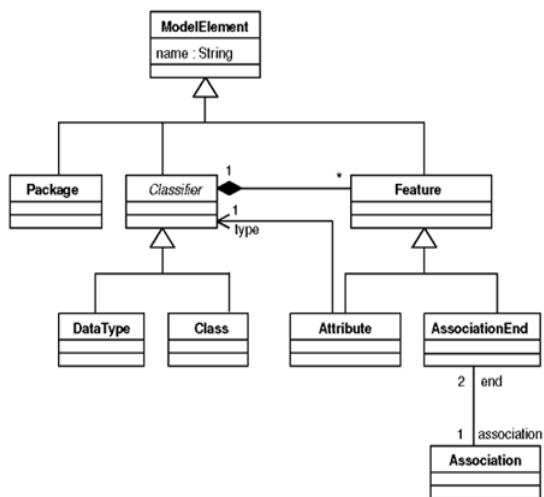 ModelElement
name : String
Package
Classifier
1
*
Feature
1
type
DataType
Class
Attribute
AssociationEnd
2 end
1 association
Association